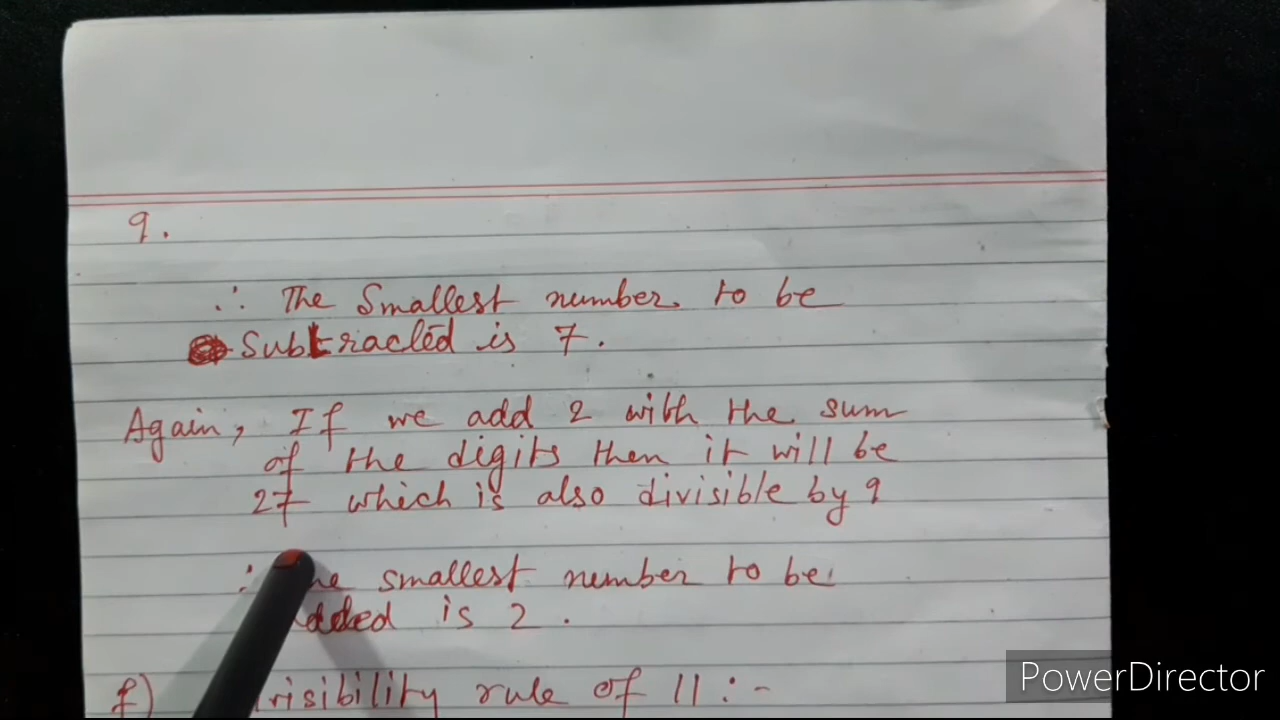 9.
∴ The Smallest number to be
Subtracted is 7.
Again, If we add 2 with the sum
of the digits then it will be
27 which is also divisible by 9
smallest number to be
is 2.
f) rule of 11:-
PowerDirector